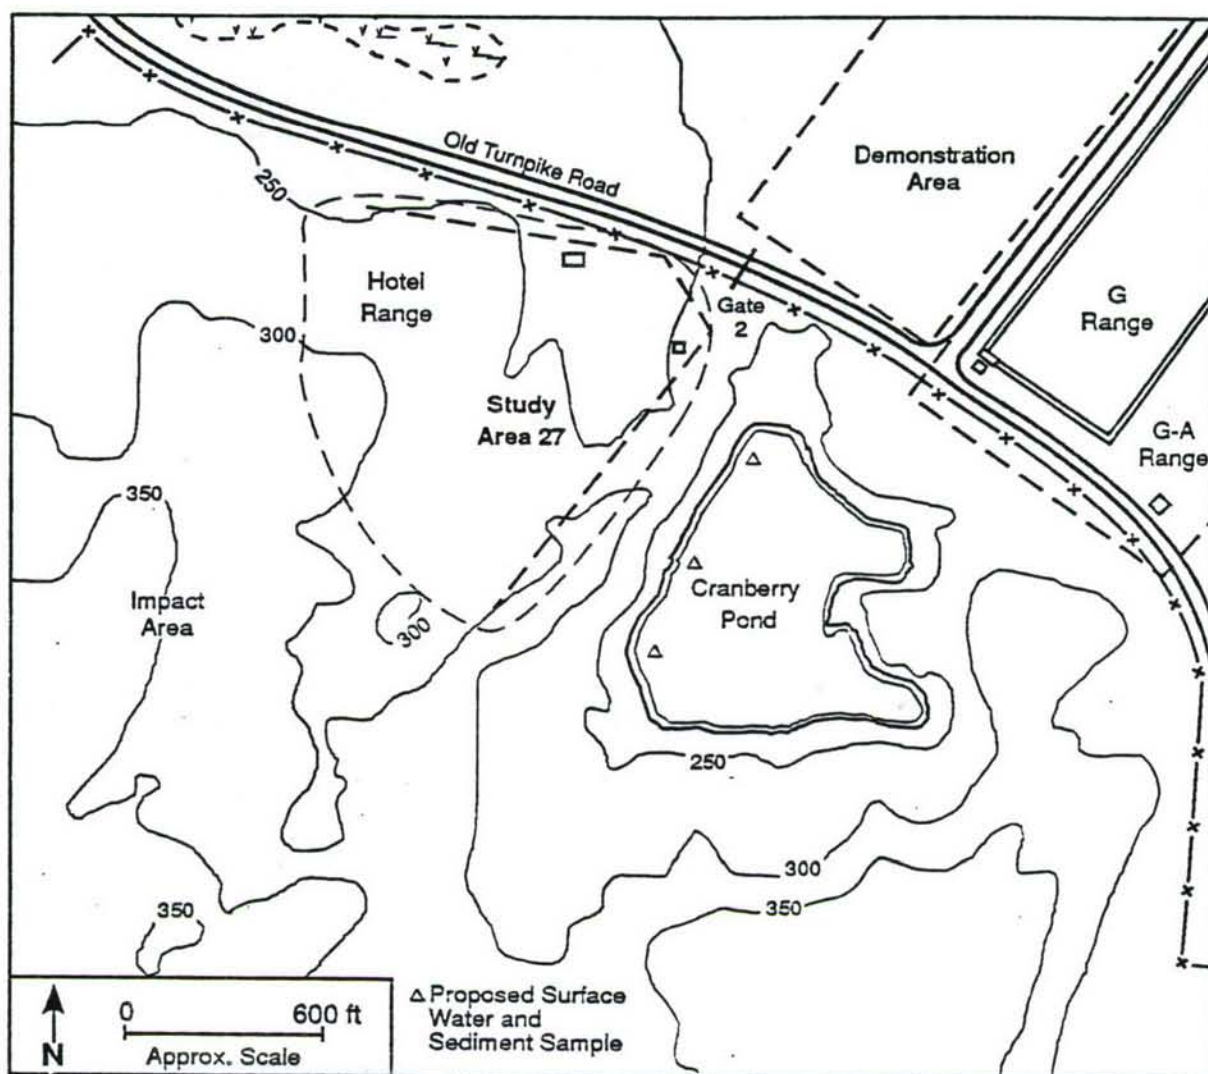 Old Turnpike Road
Demonstration
Area
250
Hotel
Range
Gate
2
G
Range
300
Study
Area 27
G-A
Range
350
Impact
Area
300
Cranberry
Pond
250
300
350
350
0 600 ft
Approx. Scale
N
Proposed Surface
Water and
Sediment Sample